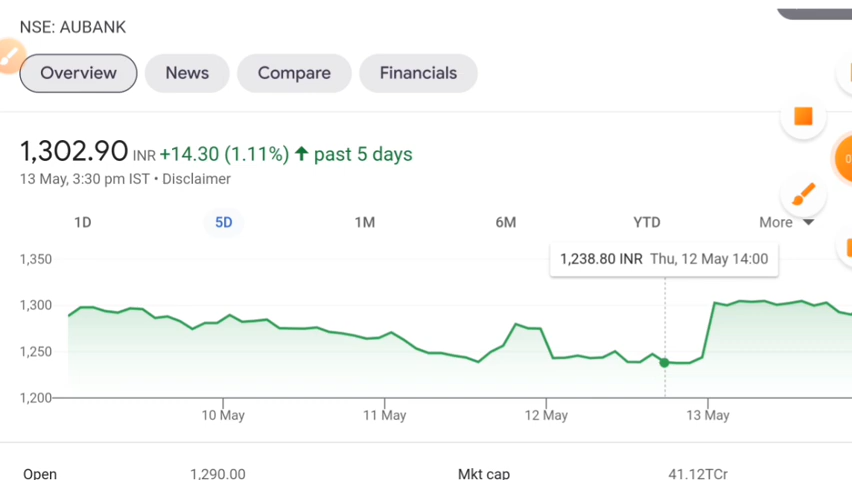 NSE: AUBANK
Overview News Compare Financials
1,302.90 INR +14.30 (1.11%) ↑ past 5 days
13 May, 3:30 pm IST • Disclaimer
1D 5D 1M 6M YTD More
1,238.80 INR Thu, 12 May 14:00
1,350
1,300
1,250
1,200
10 May 11 May 12 May 13 May
Open 1,290.00 Mkt cap 41.12TCr